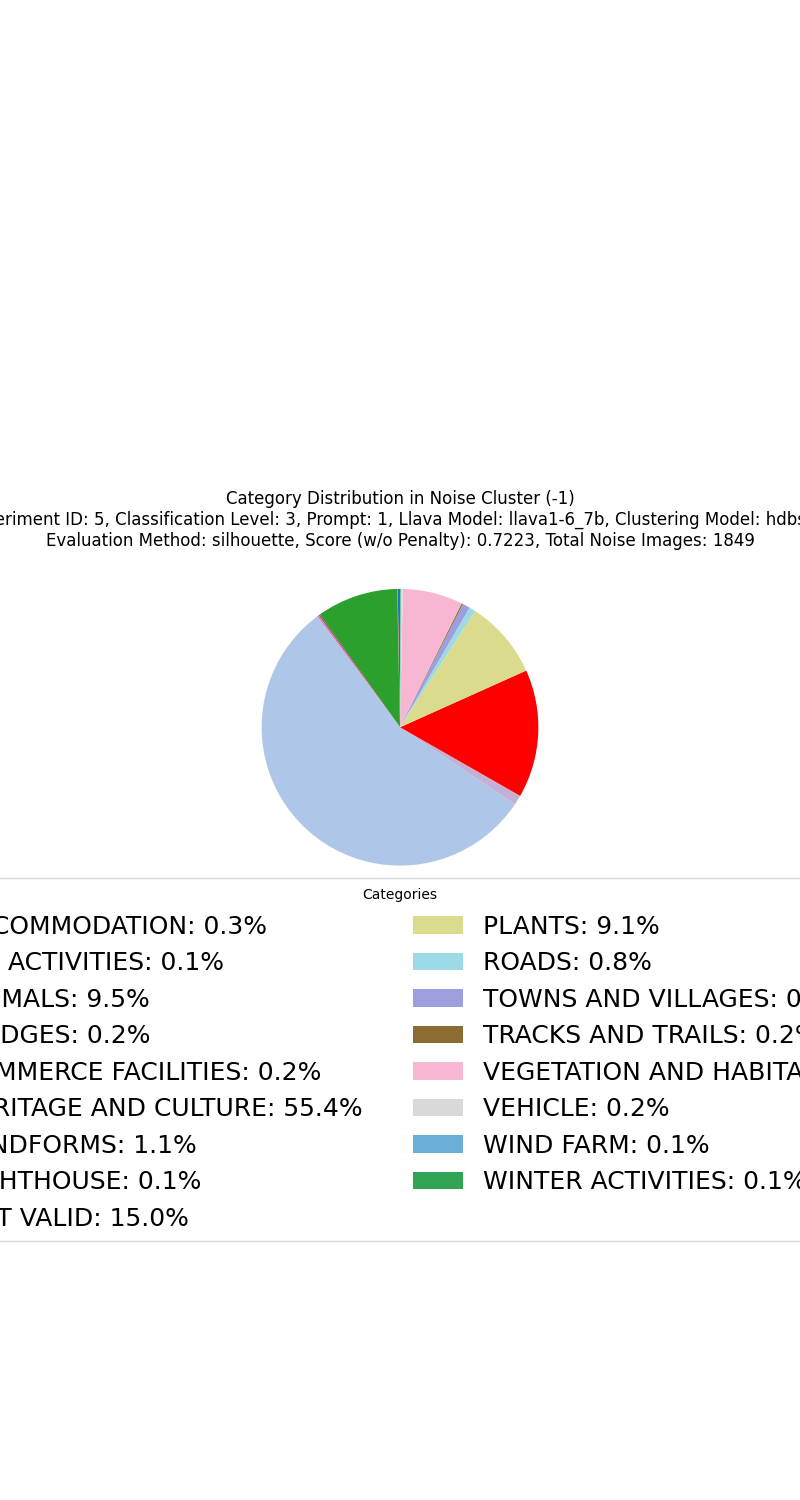 Category Distribution in Noise Cluster (-1)
eriment ID: 5, Classification Level: 3, Prompt: 1, Llava Model: llava1-6_7b, Clustering Model: hdbs
Evaluation Method: silhouette, Score (w/o Penalty): 0.7223, Total Noise Images: 1849
Categories
COMMODATION: 0.3%
ACTIVITIES: 0.1%
MALS: 9.5%
DGES: 0.2%
MMERCE FACILITIES: 0.2%
RITAGE AND CULTURE: 55.4%
NDFORMS: 1.1%
HTHOUSE: 0.1%
T VALID: 15.0%
PLANTS: 9.1%
ROADS: 0.8%
TOWNS AND VILLAGES: 0
TRACKS AND TRAILS: 0.2%
VEGETATION AND HABITA
VEHICLE: 0.2%
WIND FARM: 0.1%
WINTER ACTIVITIES: 0.1%